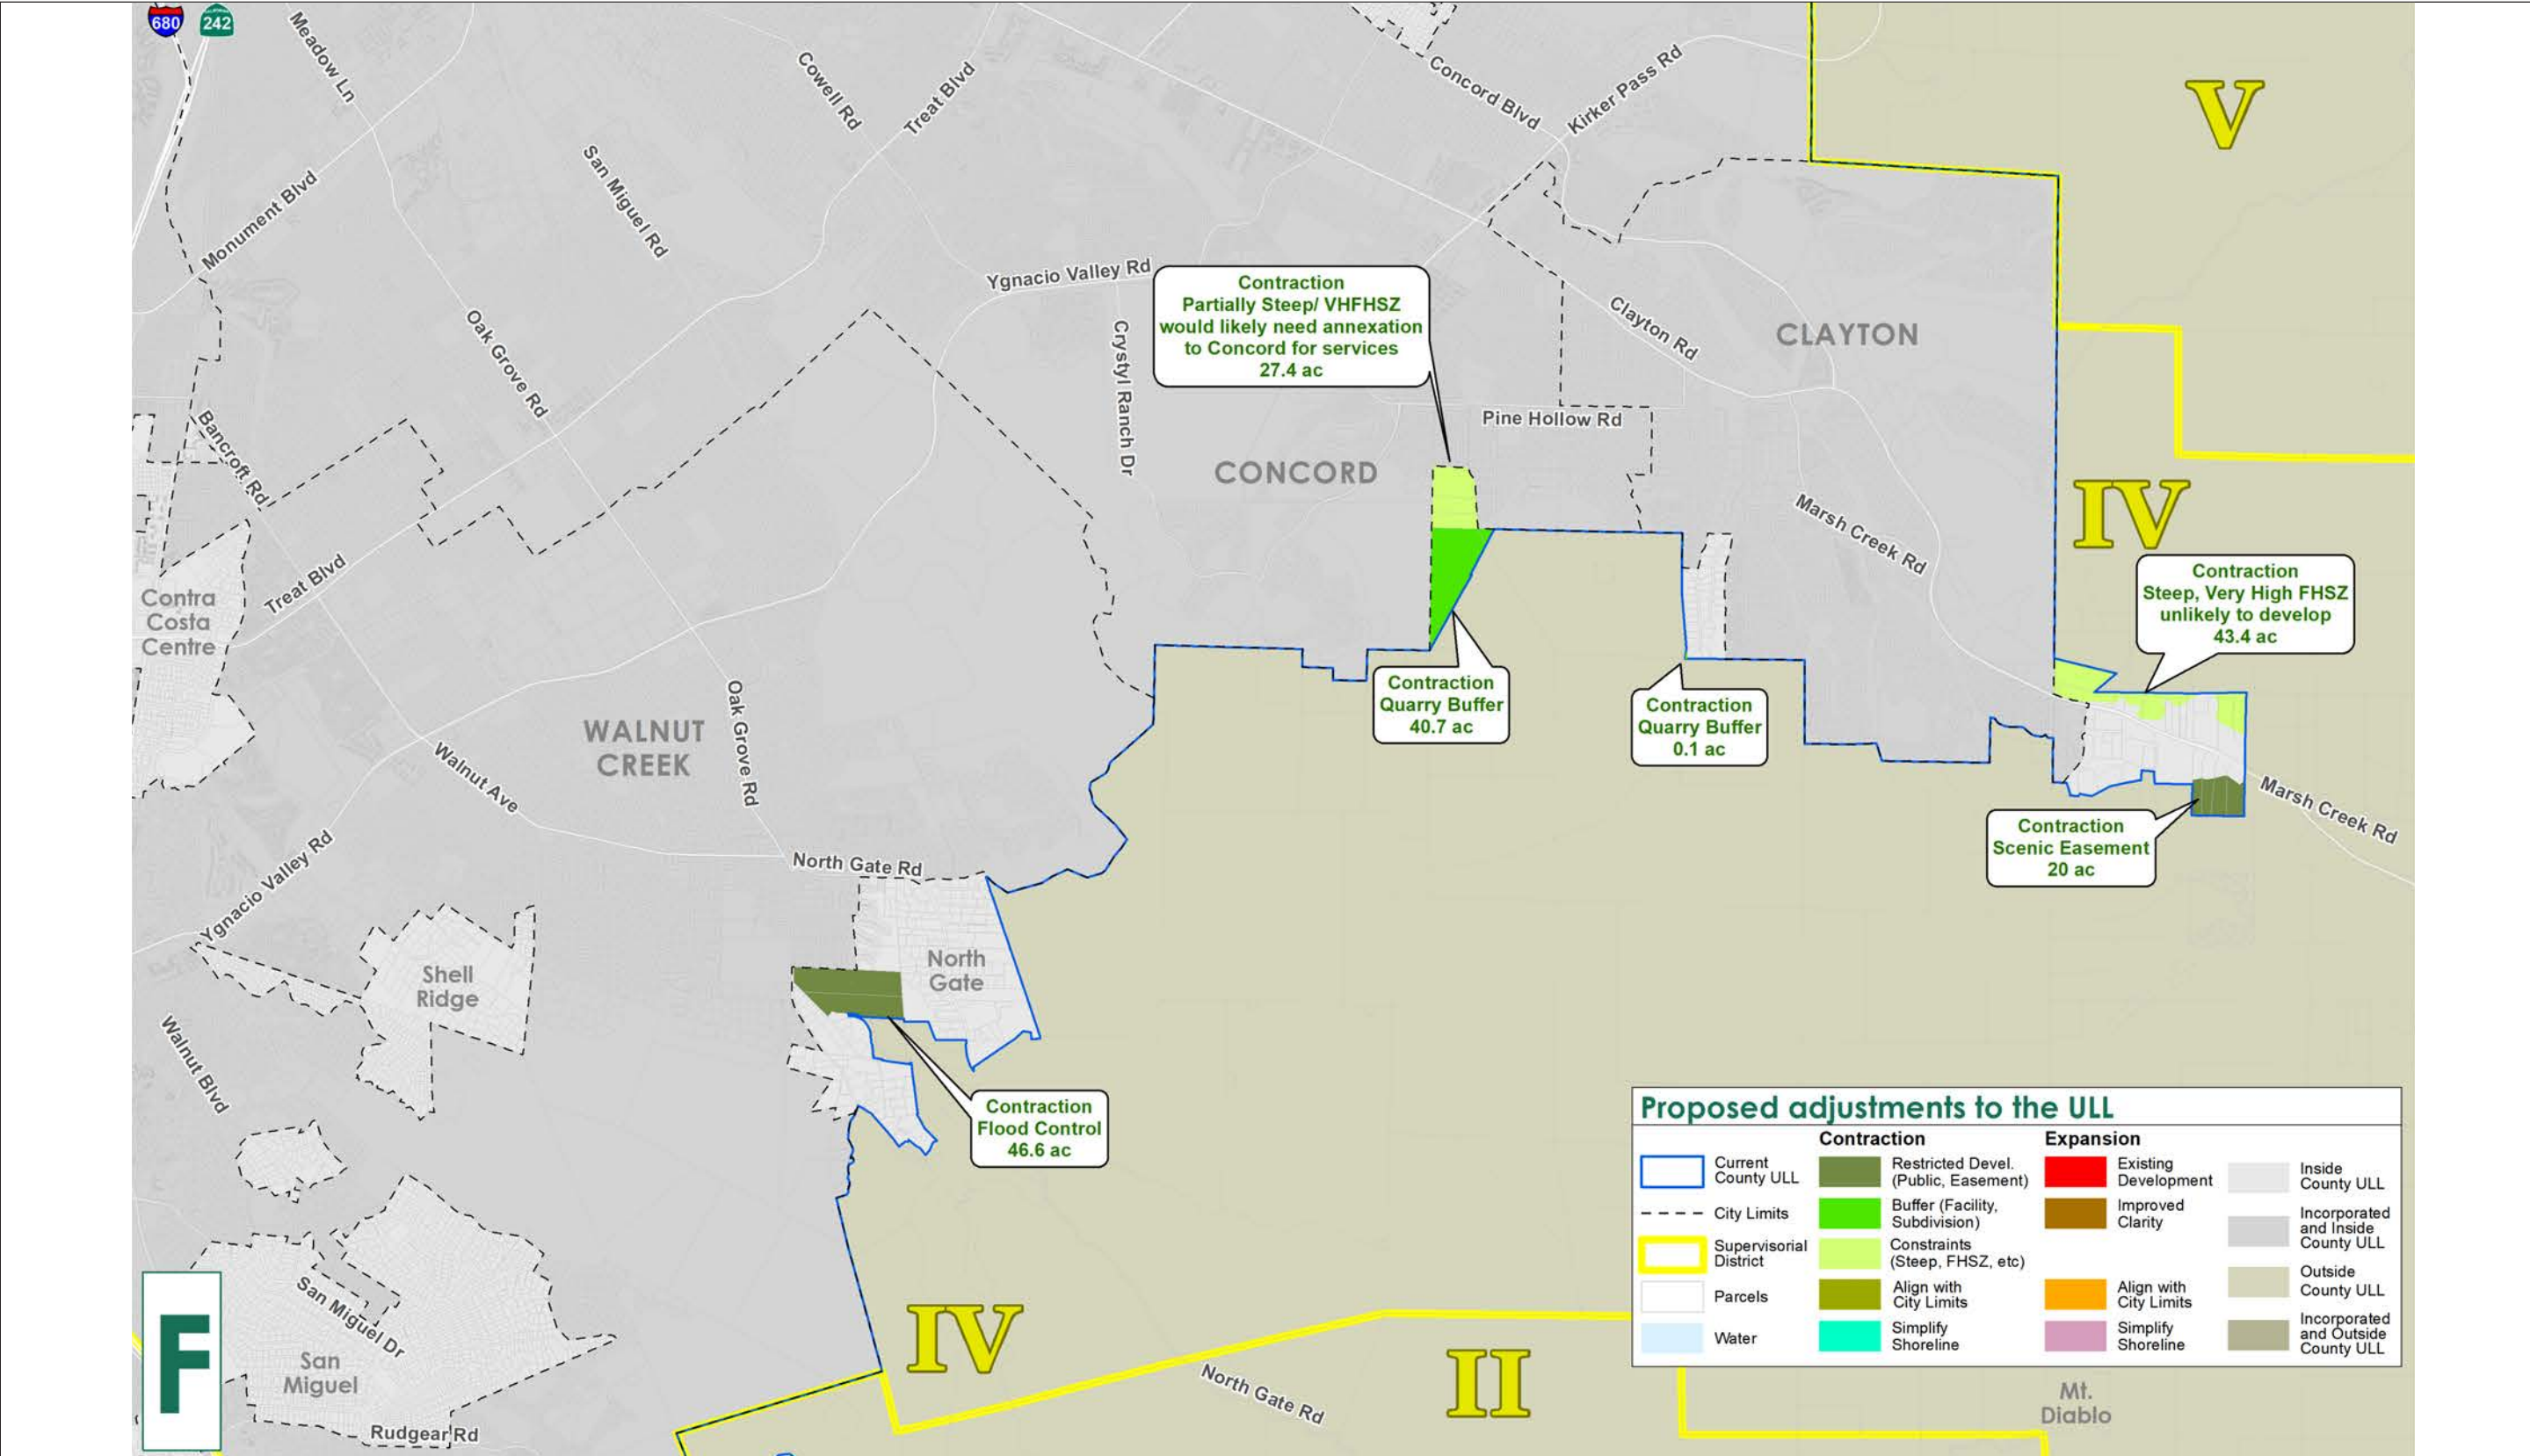 680
242
Meadow Ln
Cowell Rd
Treat Blvd
Concord Blvd
Kirker Pass Rd
V
San Miguel Rd
Monument Blvd
Ygnacio Valley Rd
Contraction
Partially Steep/ VHFHSZ
would likely need annexation
to Concord for services
27.4 ac
Clayton Rd
CLAYTON
Oak Grove Rd
Crystyl Ranch Dr
Pine Hollow Rd
Bancroft Rd
CONCORD
IV
Marsh Creek Rd
Contraction
Steep, Very High FHSZ
unlikely to develop
43.4 ac
Treat Blvd
Contra
Costa
Centre
Contraction
Quarry Buffer
40.7 ac
Contraction
Quarry Buffer
0.1 ac
WALNUT
CREEK
Oak Grove Rd
Walnut Ave
Marsh Creek Rd
Contraction
Scenic Easement
20 ac
Ygnacio Valley Rd
North Gate Rd
Shell
Ridge
North
Gate
Walnut Blvd
Contraction
Flood Control
46.6 ac
Proposed adjustments to the ULL
Current
County ULL
City Limits
Supervisorial
District
Parcels
Water
Contraction
Restricted Devel.
(Public, Easement)
Buffer (Facility,
Subdivision)
Constraints
(Steep, FHSZ, etc)
Align with
City Limits
Simplify
Shoreline
Expansion
Existing
Development
Improved
Clarity
Align with
City Limits
Simplify
Shoreline
Inside
County ULL
Incorporated
and Inside
County ULL
Outside
County ULL
Incorporated
and Outside
County ULL
F
San Miguel Dr
San
Miguel
Rudgear Rd
IV
North Gate Rd
II
Mt.
Diablo